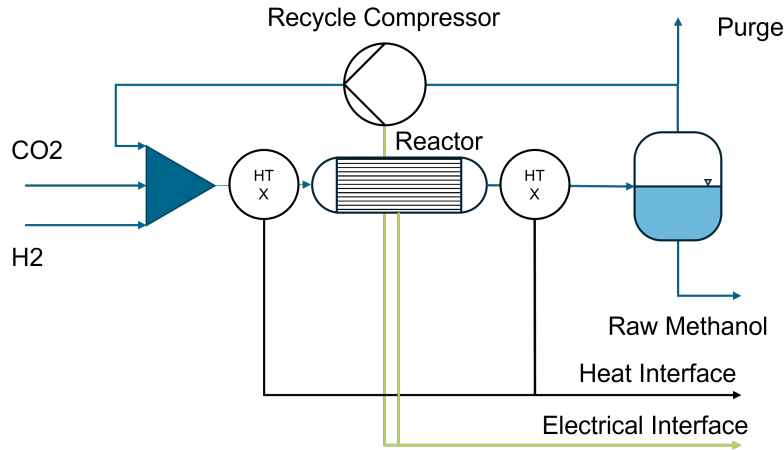 Recycle Compressor
Purge
Reactor
CO2
HT
X
HT
X
H2
Raw Methanol
Heat Interface
Electrical Interface